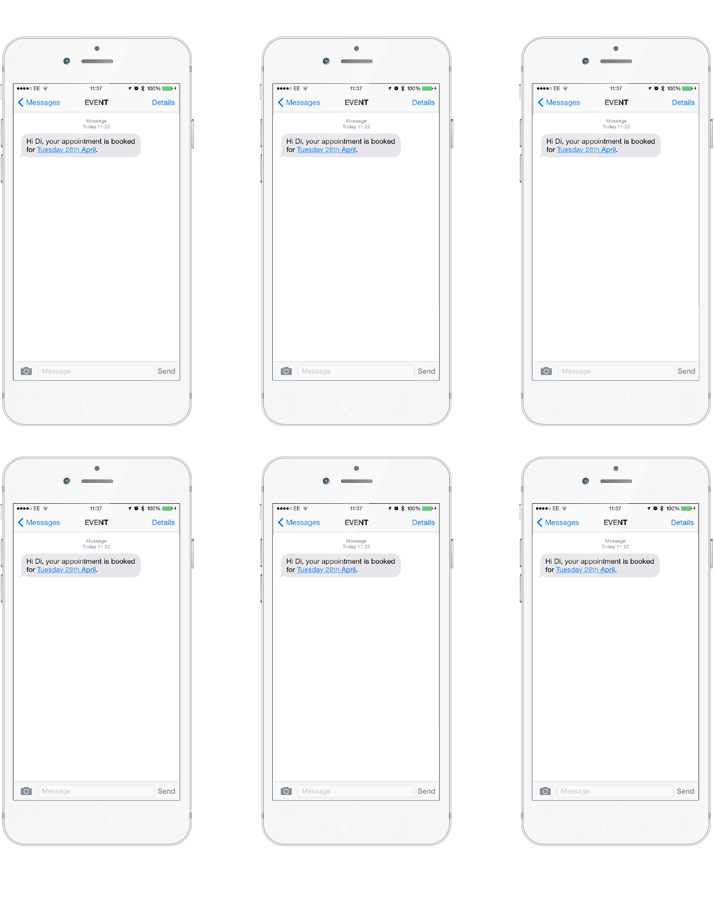 EE 11:37 100%
Messages EVENT Details
Message
Today 11:22
Hi Di, your appointment is booked
for Tuesday 28th April.
Message Send
EE 11:37 100%
Messages EVENT Details
Message
Today 11:22
Hi Di, your appointment is booked
for Tuesday 28th April.
Message Send
EE 11:37 100%
Messages EVENT Details
Message
Today 11:22
Hi Di, your appointment is booked
for Tuesday 28th April.
Message Send
EE 11:37 100%
Messages EVENT Details
Message
Today 11:22
Hi Di, your appointment is booked
for Tuesday 28th April.
Message Send
EE 11:37 100%
Messages EVENT Details
Message
Today 11:22
Hi Di, your appointment is booked
for Tuesday 28th April.
Message Send
EE 11:37 100%
Messages EVENT Details
Message
Today 11:22
Hi Di, your appointment is booked
for Tuesday 28th April.
Message Send